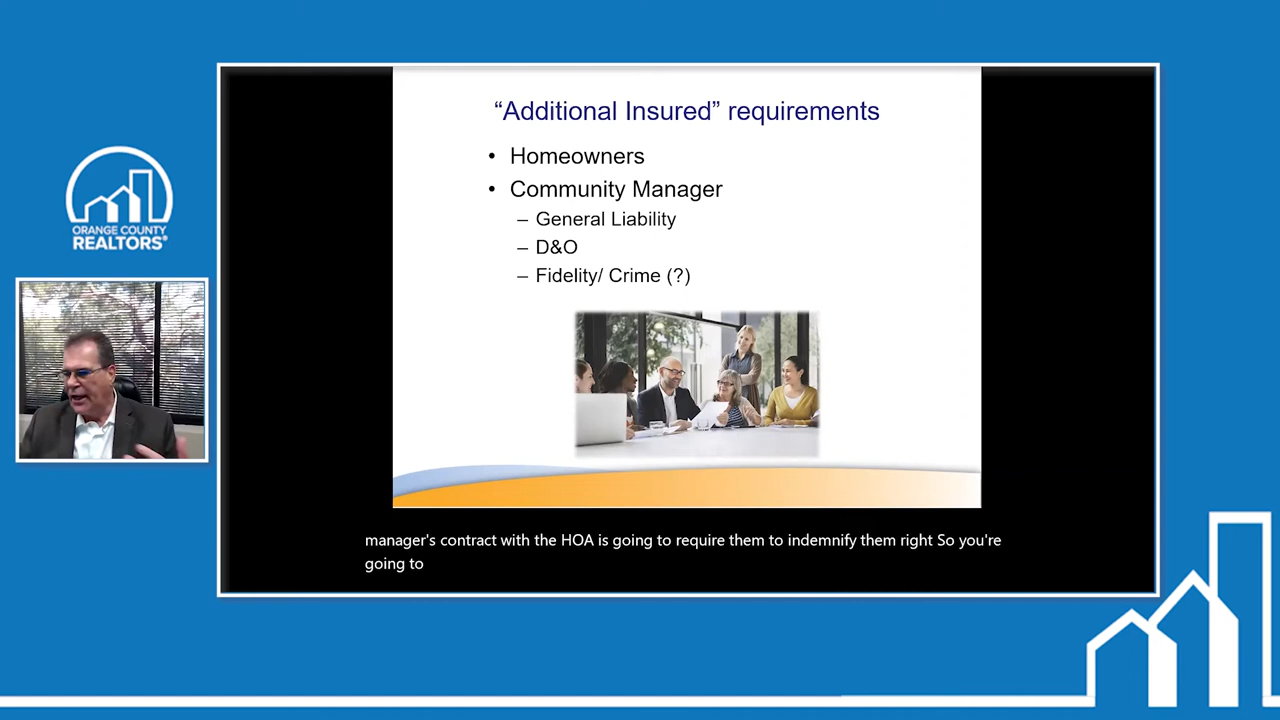 “Additional Insured” requirements
• Homeowners
• Community Manager
– General Liability
– D&O
– Fidelity/ Crime (?)
ORANGE COUNTY
REALTORS®
manager's contract with the HOA is going to require them to indemnify them right So you're
going to